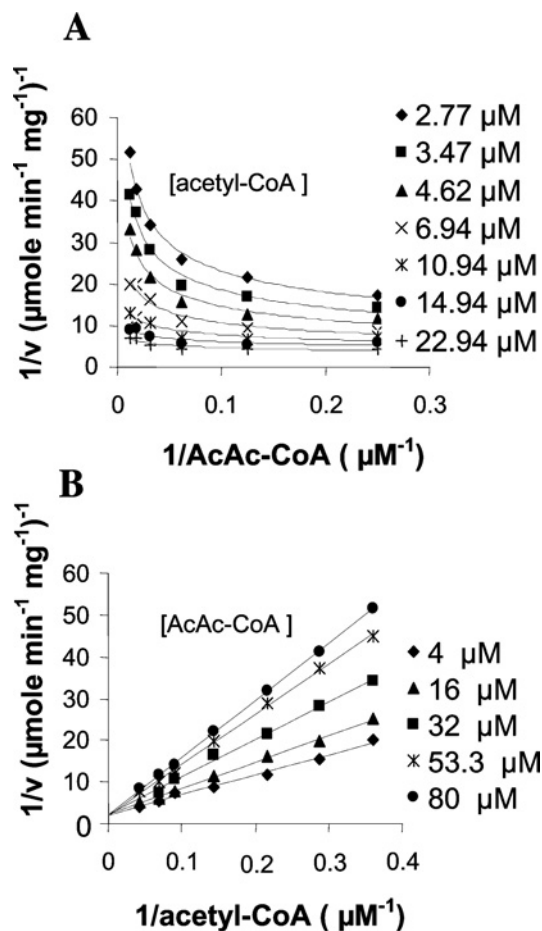 A
60
50
40
30
20
10
0
1/v (µmole min⁻¹ mg⁻¹)⁻¹
[acetyl-CoA ]
2.77 µM
3.47 µM
4.62 µM
6.94 µM
10.94 µM
14.94 µM
22.94 µM
0 0.1 0.2 0.3
1/AcAc-CoA ( µM⁻¹)
B
60
50
40
30
20
10
0
1/v (µmole min⁻¹ mg⁻¹)⁻¹
[AcAc-CoA ]
4 µM
16 µM
32 µM
53.3 µM
80 µM
0 0.1 0.2 0.3 0.4
1/acetyl-CoA ( µM⁻¹)